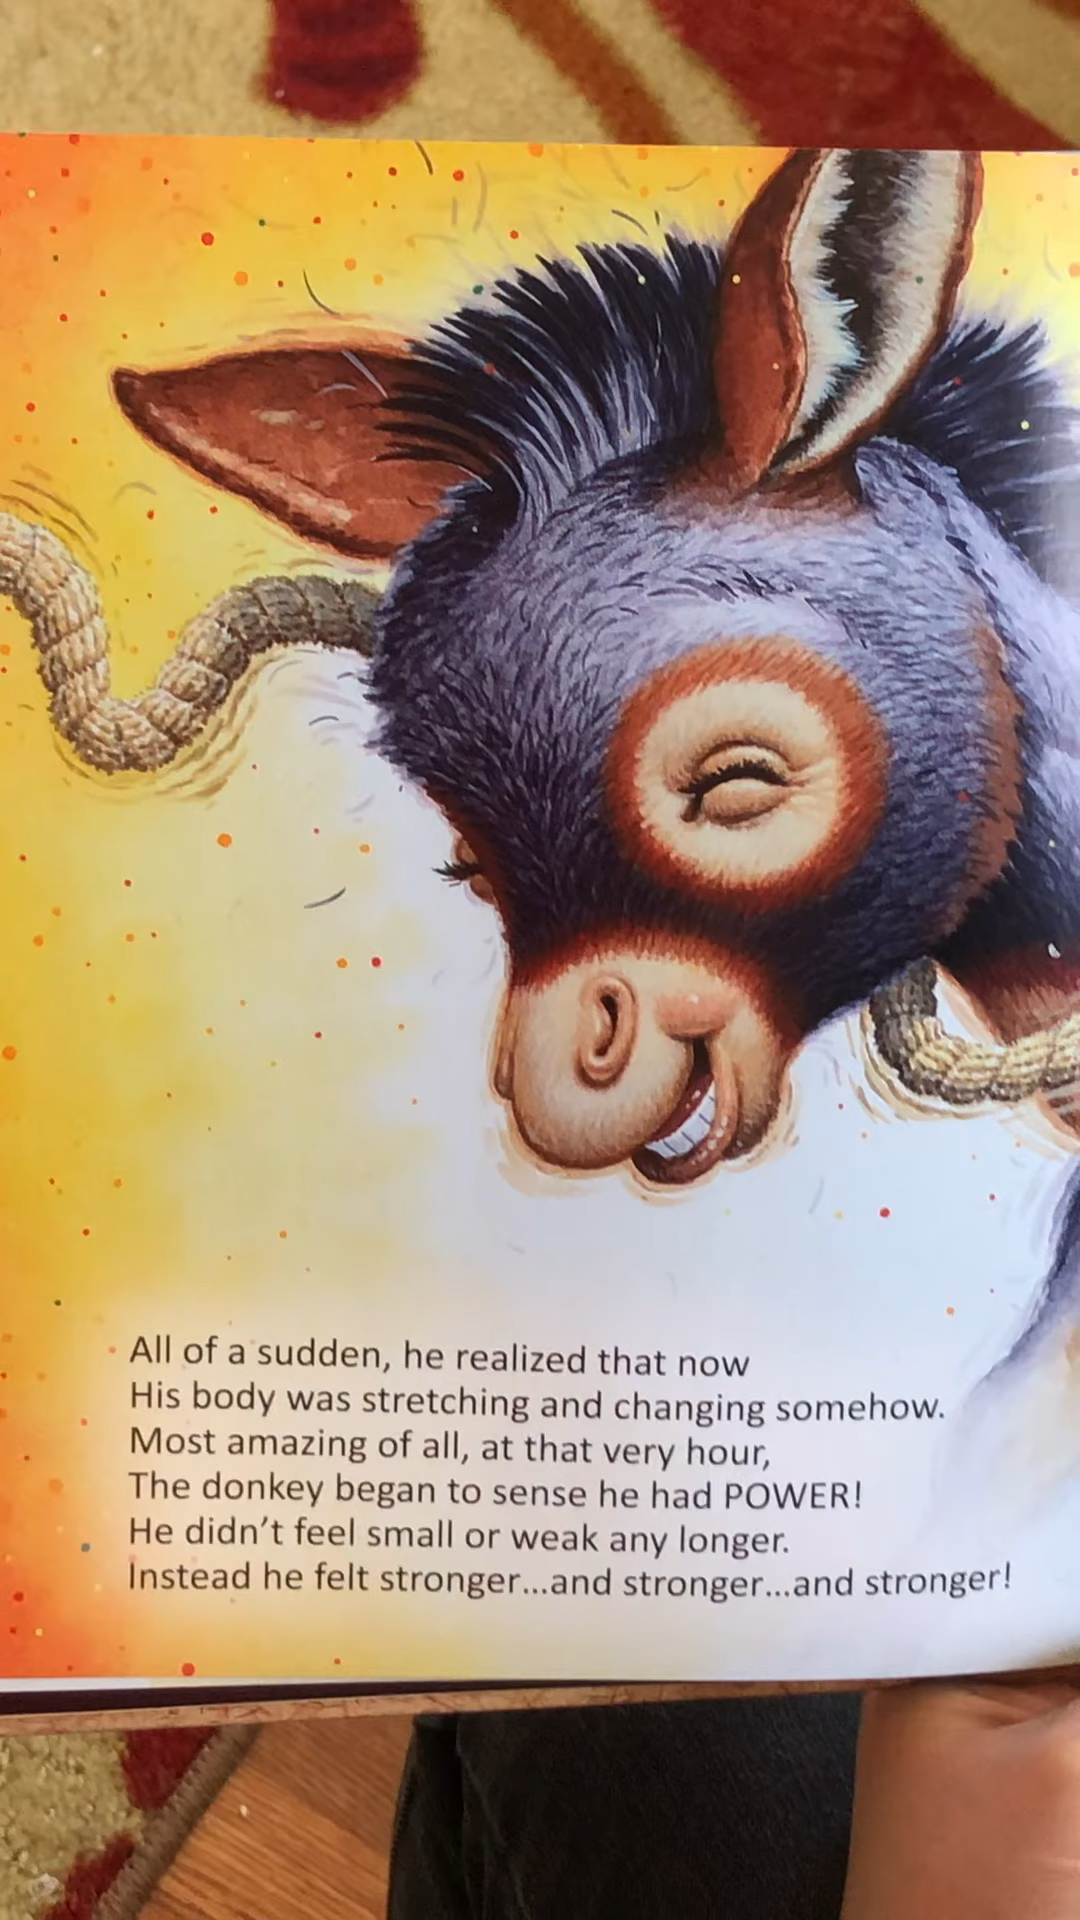 All of a sudden, he realized that now
His body was stretching and changing somehow.
Most amazing of all, at that very hour,
The donkey began to sense he had POWER!
He didn't feel small or weak any longer.
Instead he felt stronger...and stronger...and stronger!